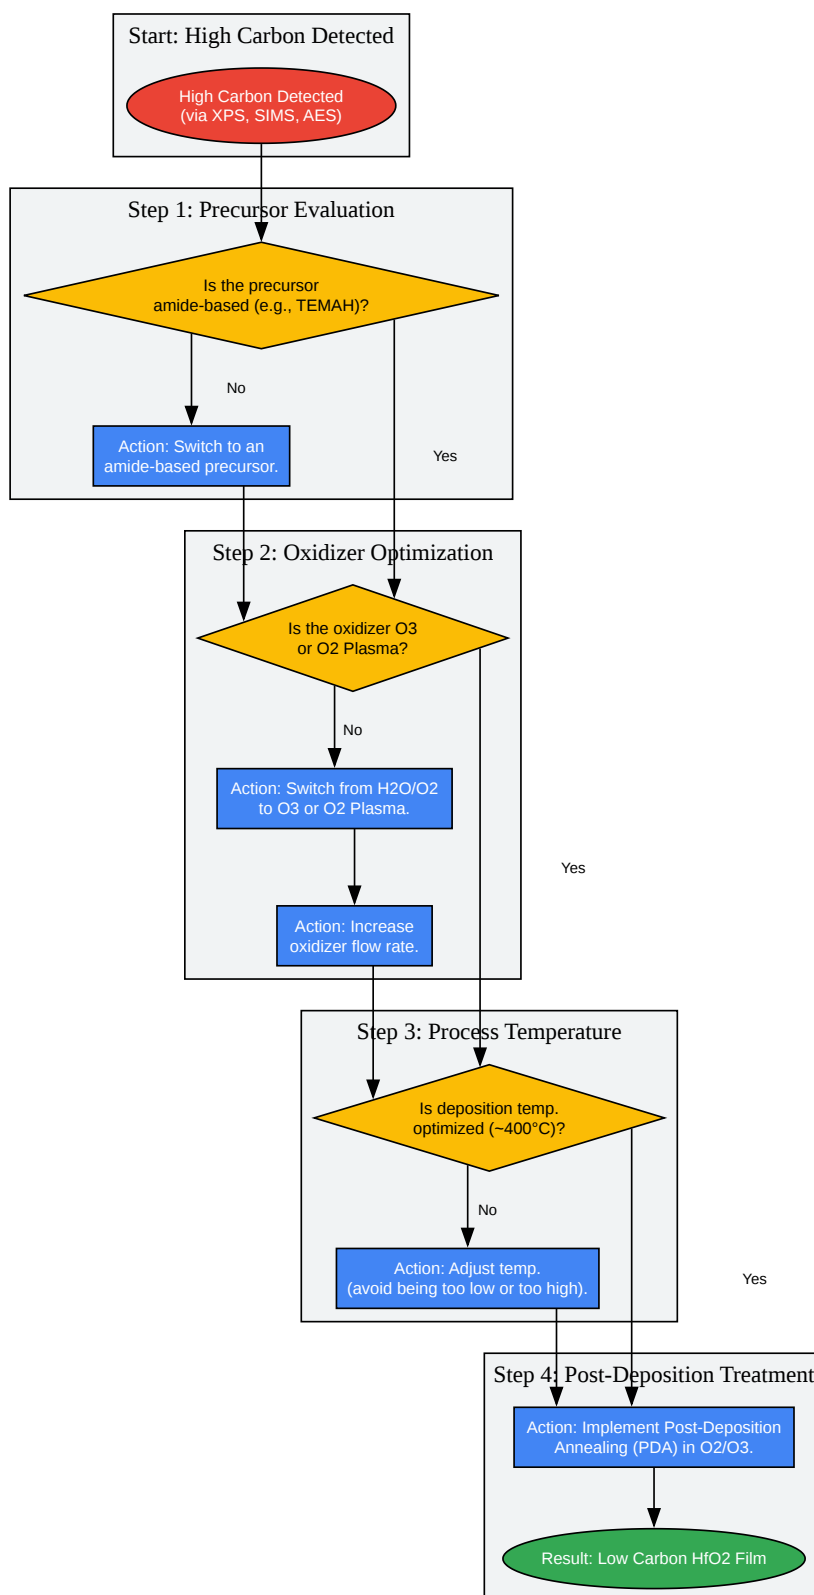 Start: High Carbon Detected
High Carbon Detected
(via XPS, SIMS, AES)
Step 1: Precursor Evaluation
Is the precursor
amide-based (e.g., TEMAH)?
No
Action: Switch to an
amide-based precursor.
Yes
Step 2: Oxidizer Optimization
Is the oxidizer O3
or O2 Plasma?
No
Action: Switch from H2O/O2
to O3 or O2 Plasma.
Yes
Action: Increase
oxidizer flow rate.
Step 3: Process Temperature
Is deposition temp.
optimized (~400°C)?
No
Action: Adjust temp.
(avoid being too low or too high).
Yes
Step 4: Post-Deposition Treatment
Action: Implement Post-Deposition
Annealing (PDA) in O2/O3.
Result: Low Carbon HfO2 Film